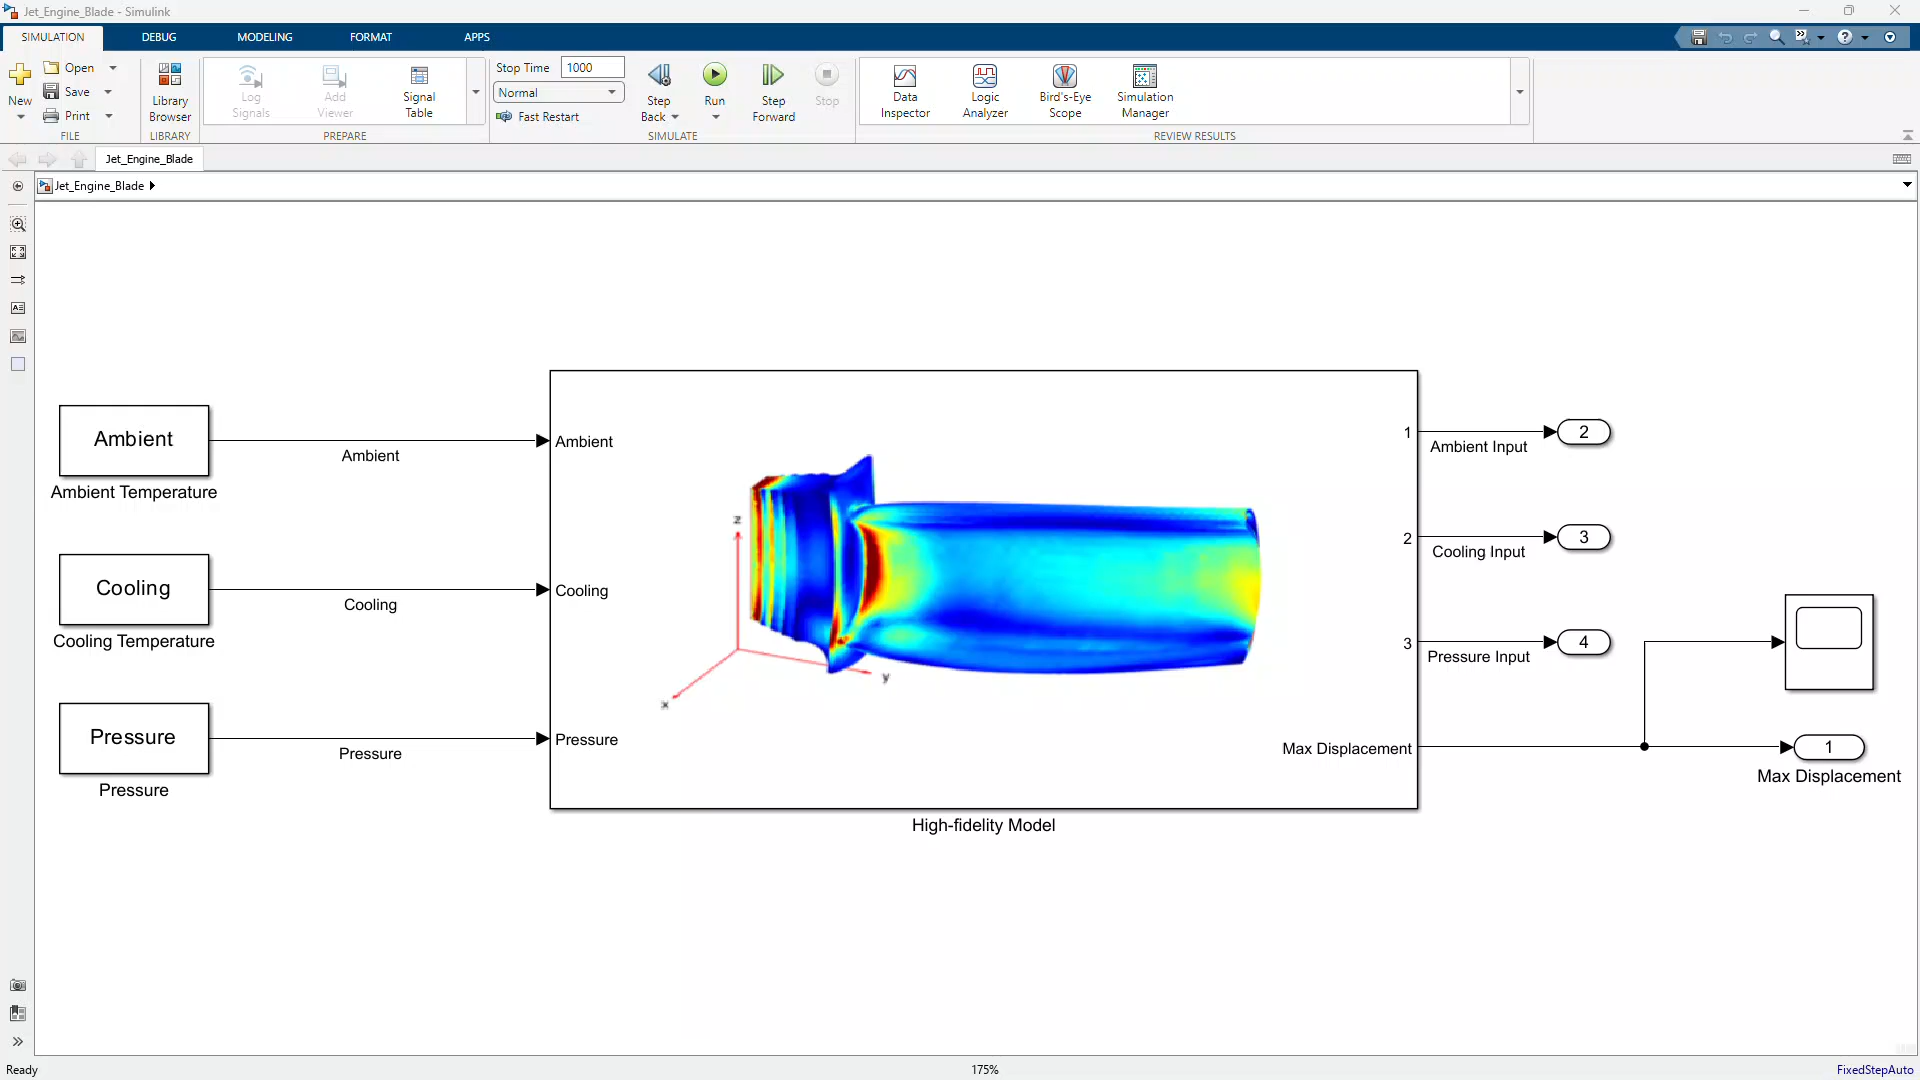 Jet_Engine_Blade - Simulink
SIMULATION DEBUG MODELING FORMAT APPS
New
Open
Save
Print
FILE
Library Browser
LIBRARY
Log Signals
Add Viewer
Signal Table
PREPARE
Stop Time 1000
Normal
Fast Restart
Step Back
Run
Step Forward
Stop
SIMULATE
Data Inspector
Logic Analyzer
Bird's-Eye Scope
Simulation Manager
REVIEW RESULTS
Jet_Engine_Blade
Jet_Engine_Blade
Ambient
Ambient Temperature
Ambient
Ambient
Cooling
Cooling Temperature
Cooling
Cooling
Pressure
Pressure
Pressure
Pressure
z
x
y
High-fidelity Model
1
Ambient Input
2
2
Cooling Input
3
3
Pressure Input
4
Max Displacement
1
Max Displacement
Ready
175%
FixedStepAuto